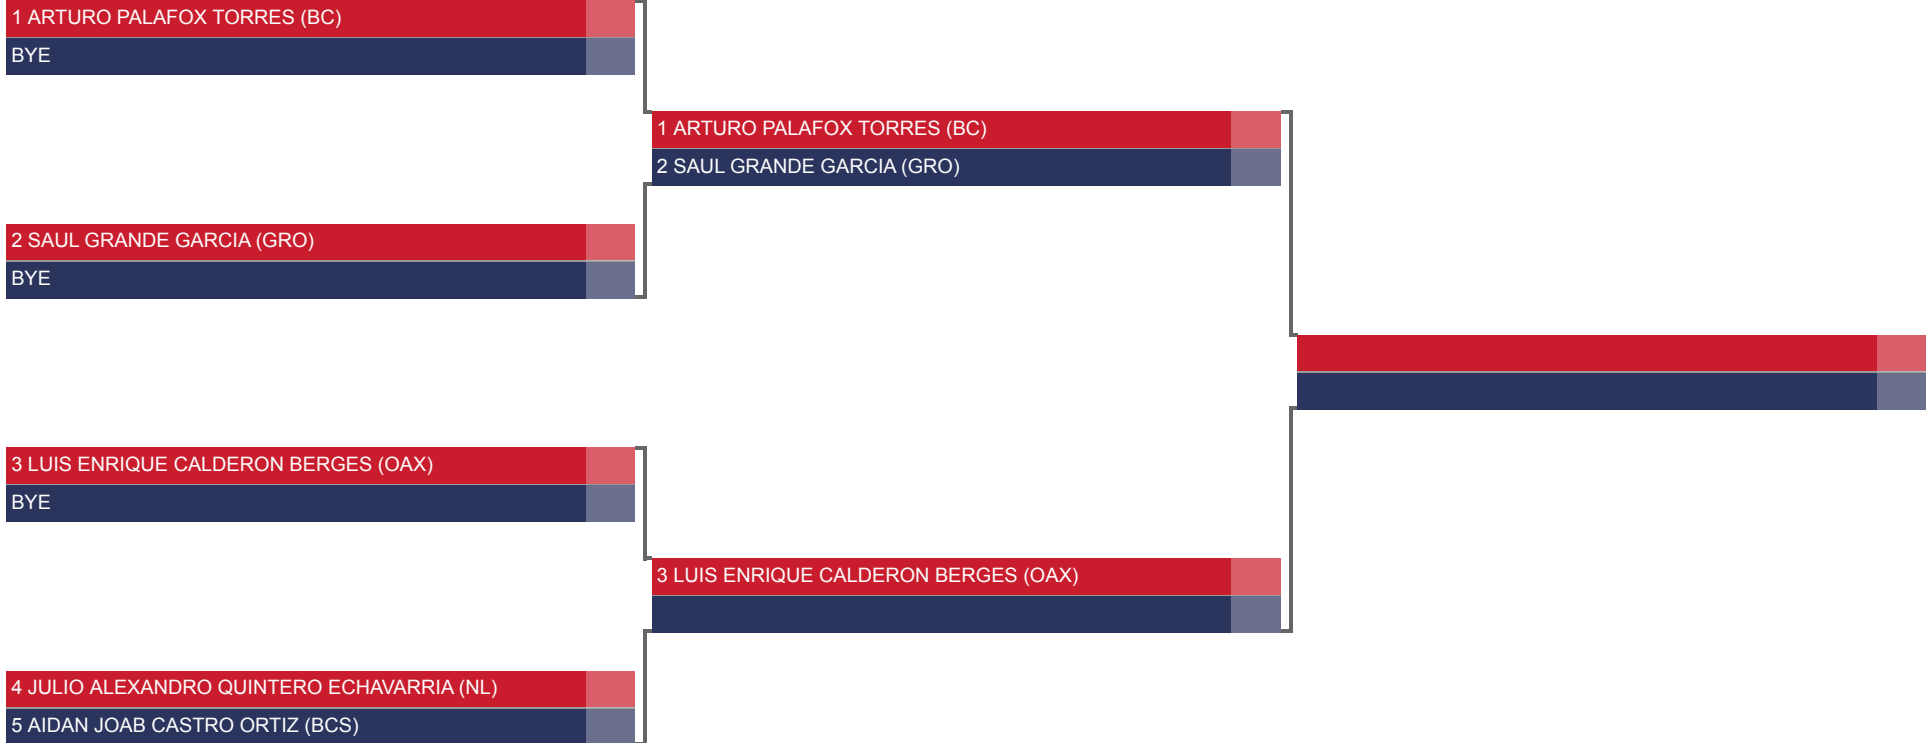 1 ARTURO PALAFOX TORRES (BC)
BYE
2 SAUL GRANDE GARCIA (GRO)
BYE
3 LUIS ENRIQUE CALDERON BERGES (OAX)
BYE
4 JULIO ALEXANDRO QUINTERO ECHAVARRIA (NL)
5 AIDAN JOAB CASTRO ORTIZ (BCS)
1 ARTURO PALAFOX TORRES (BC)
2 SAUL GRANDE GARCIA (GRO)
3 LUIS ENRIQUE CALDERON BERGES (OAX)